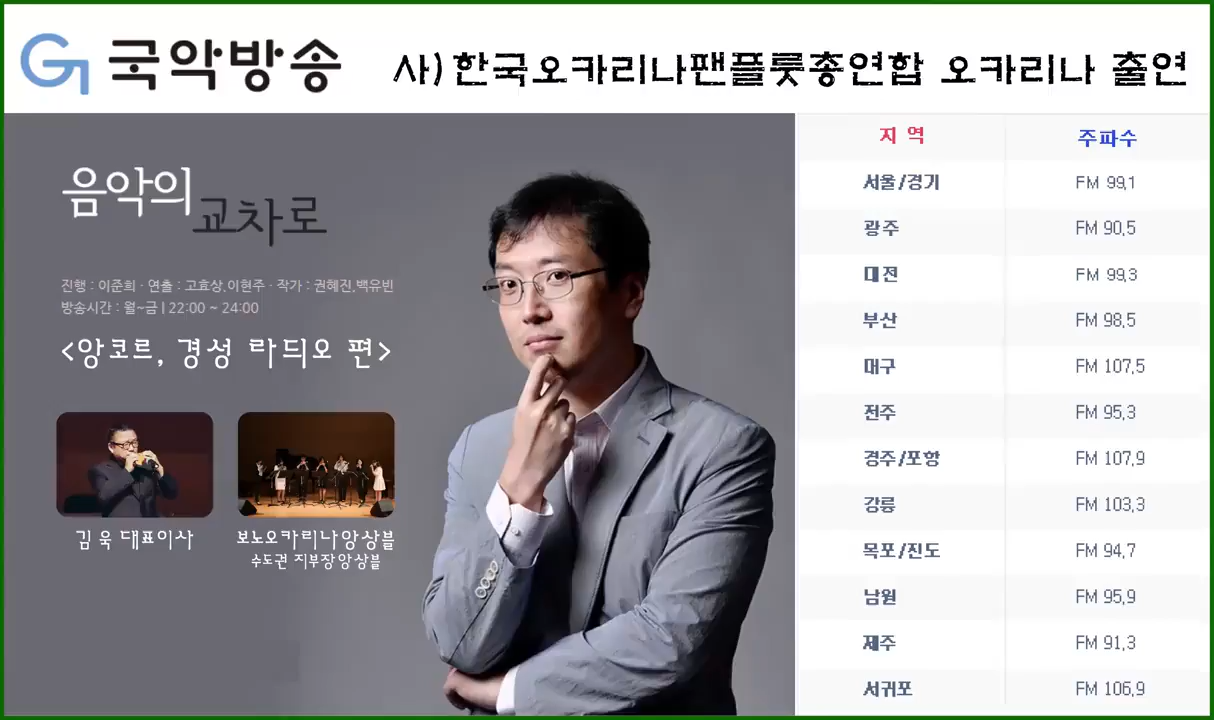 G 국악방송
사)한국오카리나팬플룻총연합 오카리나 출연
음악의
교차로
진행 : 이준희 · 연출 : 고효상,이현주 · 작가 : 권혜진,백유빈
방송시간 : 월~금 | 22:00 ~ 24:00
<앙코르, 경성 라듸오 편>
김 욱 대표이사
보노오카리나앙상블
수도권 지부장앙상블
지 역 주파수
서울/경기 FM 99,1
광주 FM 90,5
대전 FM 99,3
부산 FM 98,5
대구 FM 107,5
전주 FM 95,3
경주/포항 FM 107,9
강릉 FM 103,3
목포/진도 FM 94,7
남원 FM 95,9
제주 FM 91,3
서귀포 FM 106,9